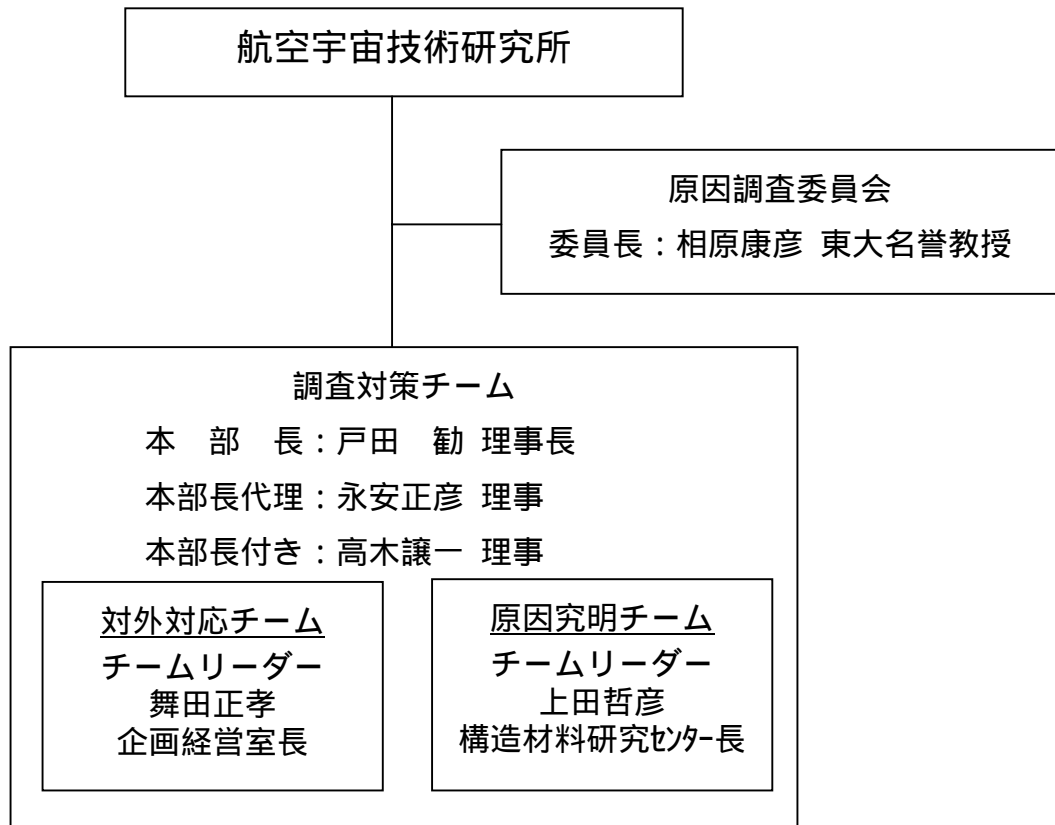 航空宇宙技術研究所
原因調査委員会
委員長：相原康彦 東大名誉教授
調査対策チーム
本　部　長：戸田　勧 理事長
本部長代理：永安正彦 理事
本部長付き：高木譲一 理事
対外対応チーム
チームリーダー
舞田正孝
企画経営室長
原因究明チーム
チームリーダー
上田哲彦
構造材料研究ｾﾝﾀｰ長